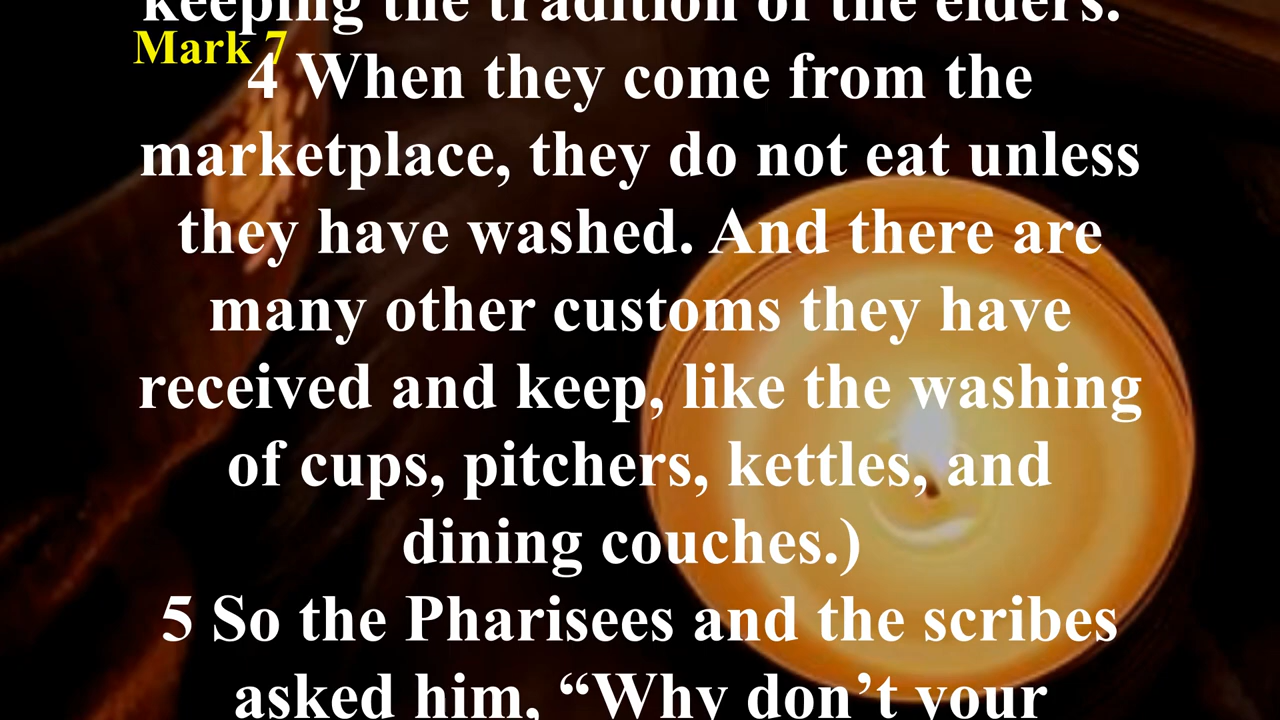 keeping the tradition of the elders.
Mark 7
4 When they come from the
marketplace, they do not eat unless
they have washed. And there are
many other customs they have
received and keep, like the washing
of cups, pitchers, kettles, and
dining couches.)
5 So the Pharisees and the scribes
asked him, “Why don’t your